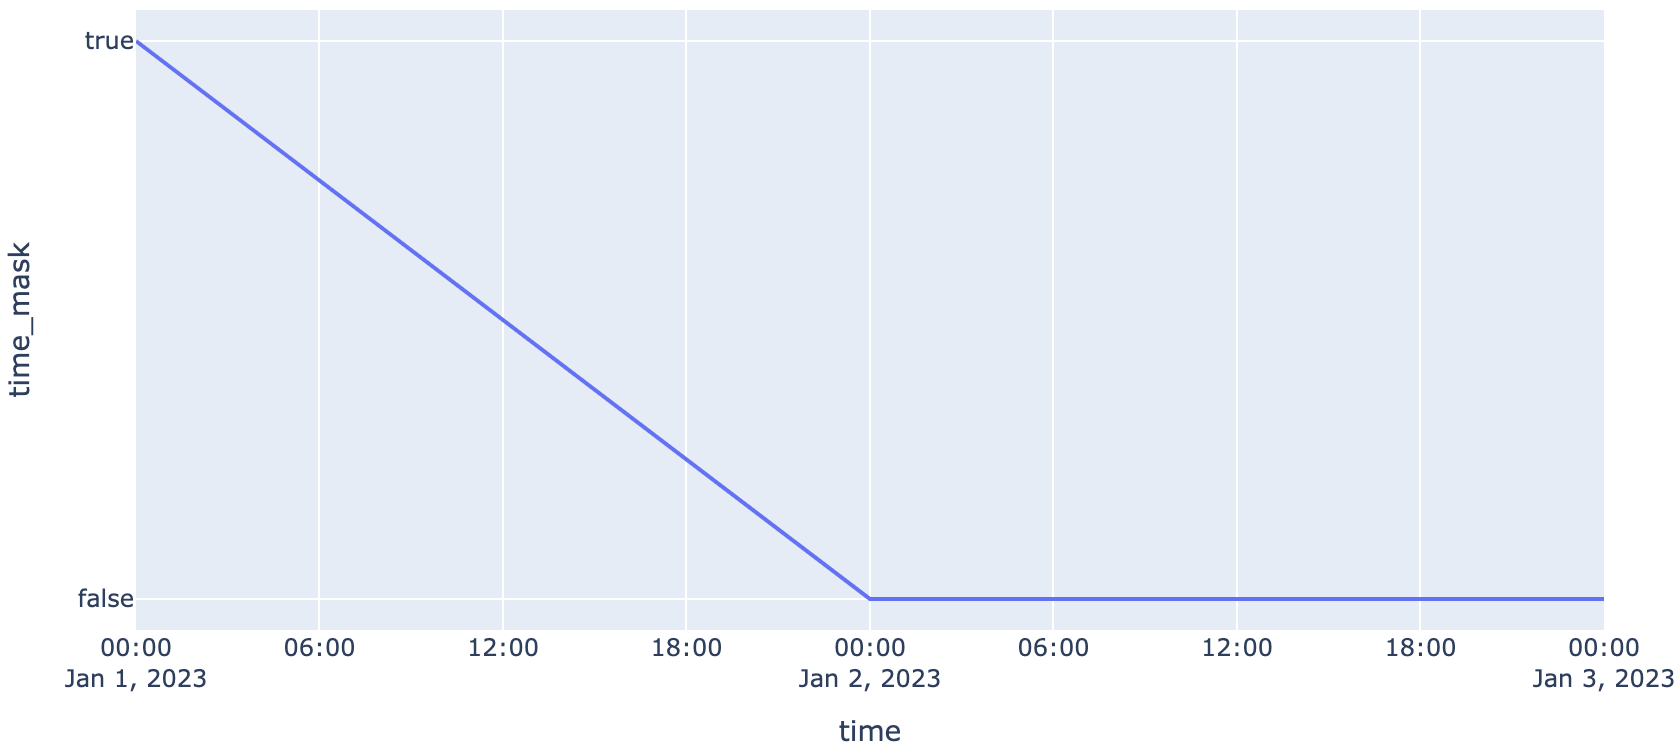 true
time_mask
false
00:00 06:00 12:00 18:00 00:00 06:00 12:00 18:00 00:00
Jan 1, 2023 Jan 2, 2023 Jan 3, 2023
time